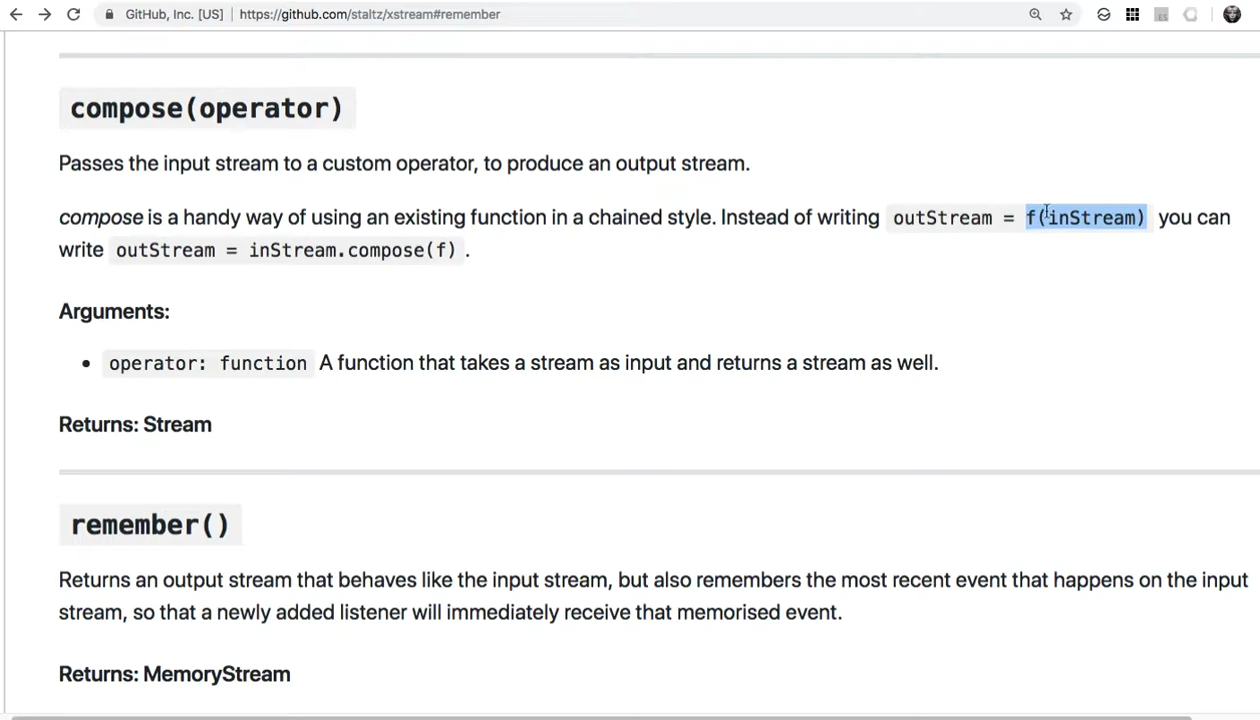 GitHub, Inc. [US] | https://github.com/staltz/xstream#remember
compose(operator)
Passes the input stream to a custom operator, to produce an output stream.
compose is a handy way of using an existing function in a chained style. Instead of writing outStream = f(inStream) you can
write outStream = inStream.compose(f).
Arguments:
• operator: function A function that takes a stream as input and returns a stream as well.
Returns: Stream
remember()
Returns an output stream that behaves like the input stream, but also remembers the most recent event that happens on the input
stream, so that a newly added listener will immediately receive that memorised event.
Returns: MemoryStream